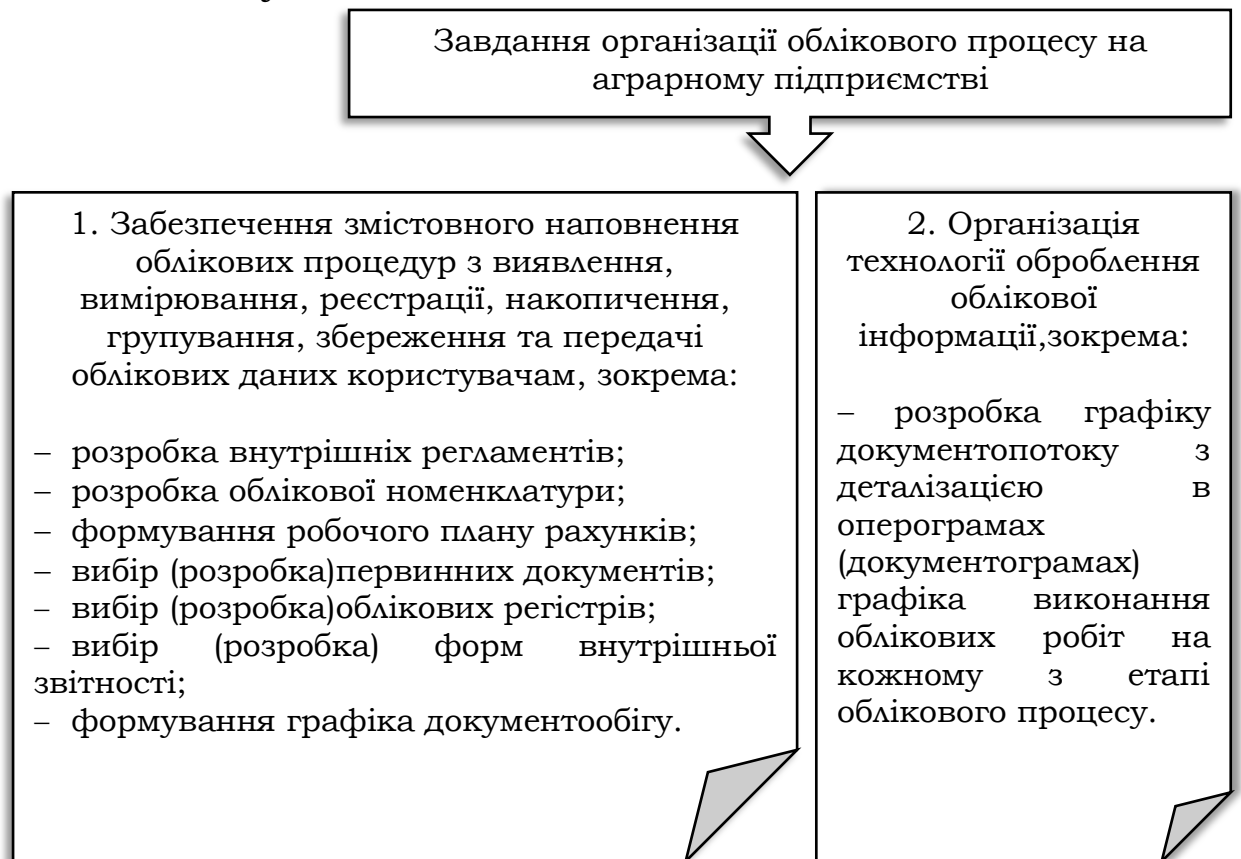 Завдання організації облікового процесу на
аграрному підприємстві
1. Забезпечення змістовного наповнення
облікових процедур з виявлення,
вимірювання, реєстрації, накопичення,
групування, збереження та передачі
облікових даних користувачам, зокрема:
− розробка внутрішніх регламентів;
− розробка облікової номенклатури;
− формування робочого плану рахунків;
− вибір (розробка)первинних документів;
− вибір (розробка)облікових регістрів;
− вибір (розробка) форм внутрішньої
звітності;
− формування графіка документообігу.
2. Організація
технології оброблення
облікової
інформації,зокрема:
− розробка графіку
документопотоку з
деталізацією в
оперограмах
(документограмах)
графіка виконання
облікових робіт на
кожному з етапі
облікового процесу.